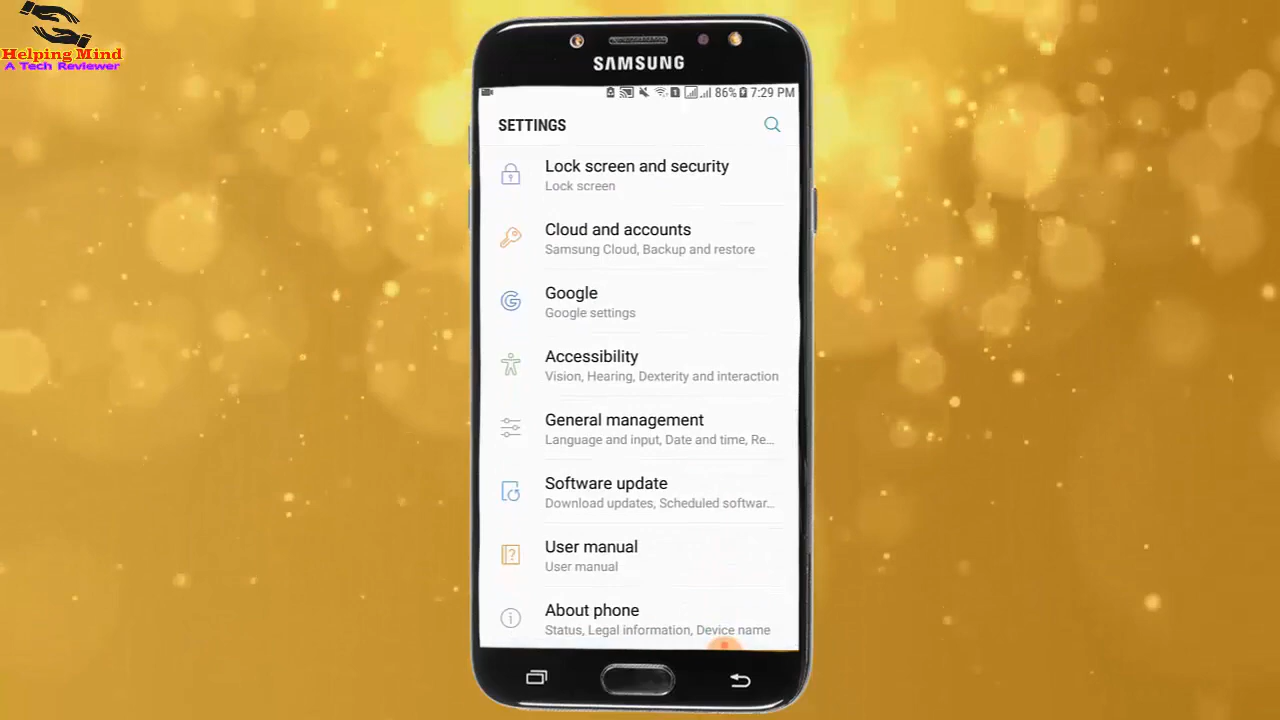 Helping Mind
A Tech Reviewer
SAMSUNG
86% 7:29 PM
SETTINGS
Lock screen and security
Lock screen
Cloud and accounts
Samsung Cloud, Backup and restore
Google
Google settings
Accessibility
Vision, Hearing, Dexterity and interaction
General management
Language and input, Date and time, Re...
Software update
Download updates, Scheduled softwar...
User manual
User manual
About phone
Status, Legal information, Device name